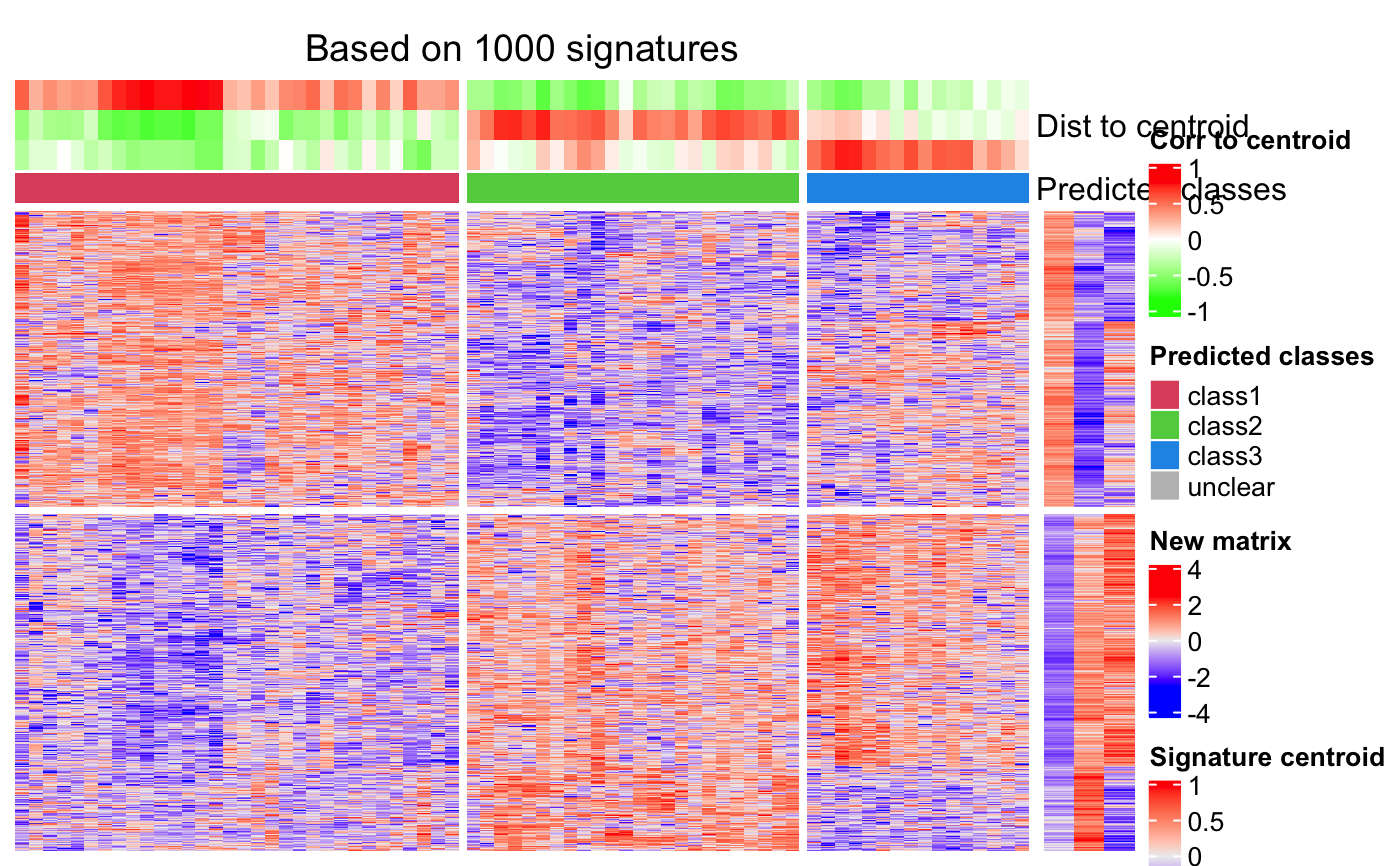 Based on 1000 signatures
Dist to centroid
Predicted classes
Corr to centroid
1
0.5
0
-0.5
-1
Predicted classes
class1
class2
class3
unclear
New matrix
4
2
0
-2
-4
Signature centroid
1
0.5
0